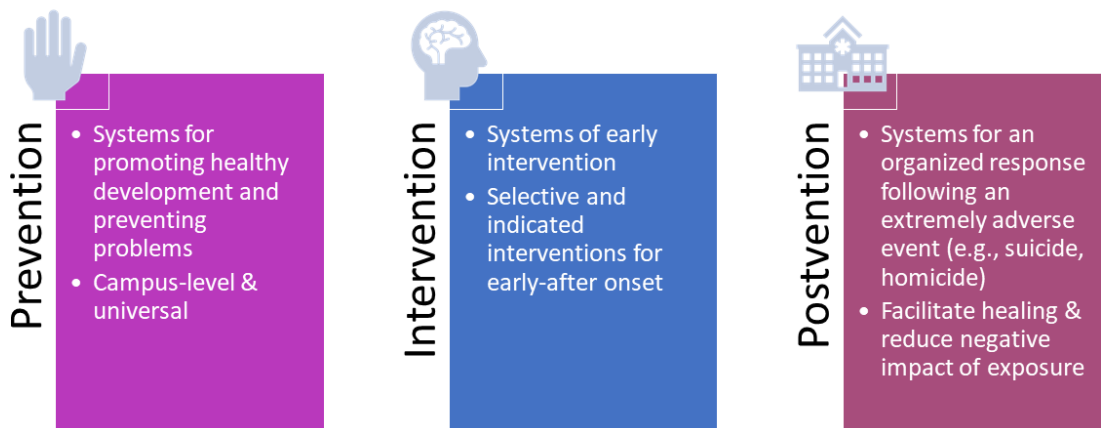 Prevention
• Systems for
promoting healthy
development and
preventing
problems
• Campus-level &
universal
Intervention
• Systems of early
intervention
• Selective and
indicated
interventions for
early-after onset
Postvention
• Systems for an
organized response
following an
extremely adverse
event (e.g., suicide,
homicide)
• Facilitate healing &
reduce negative
impact of exposure